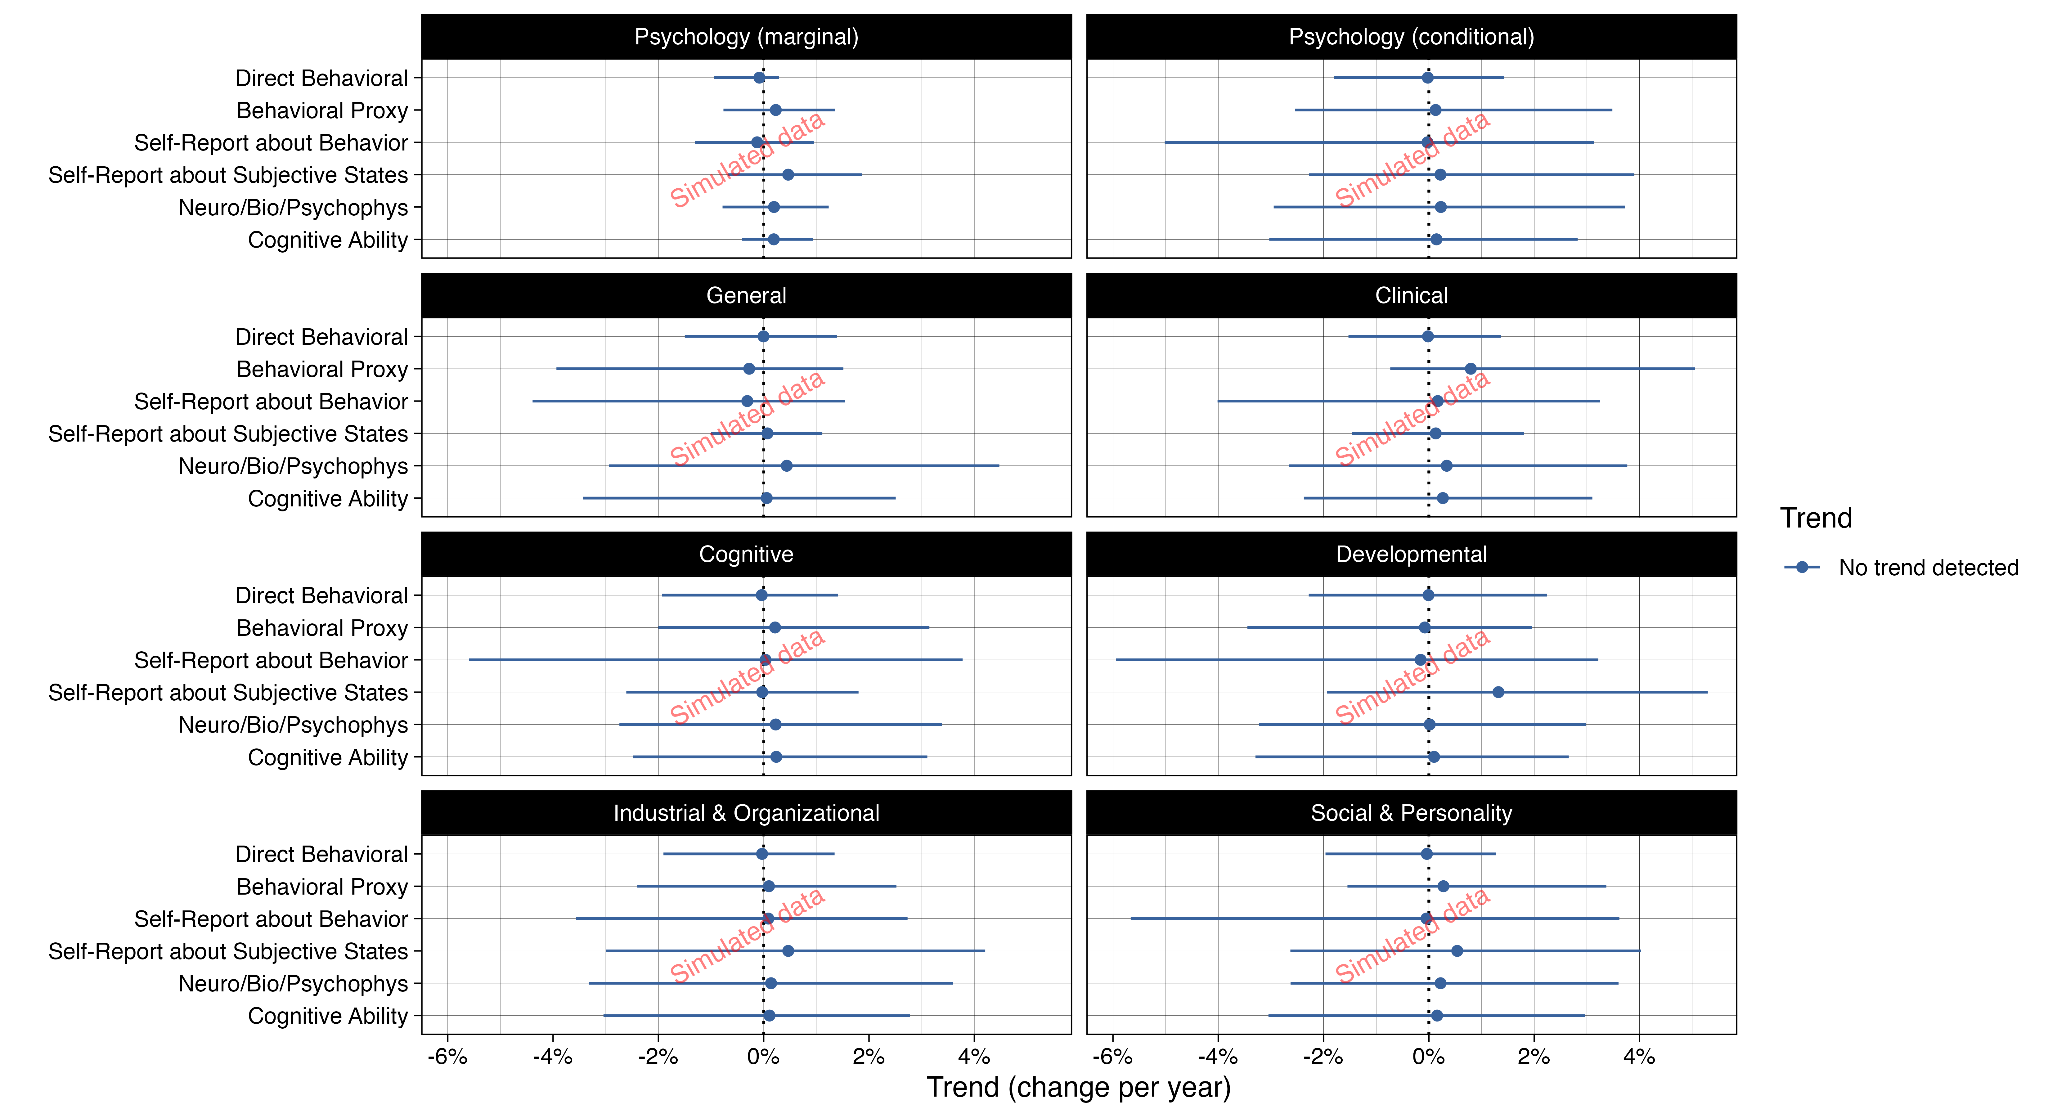 Psychology (marginal)
Psychology (conditional)
Direct Behavioral
Behavioral Proxy
Self-Report about Behavior
Self-Report about Subjective States
Neuro/Bio/Psychophys
Cognitive Ability
Simulated data
Simulated data
General
Clinical
Direct Behavioral
Behavioral Proxy
Self-Report about Behavior
Self-Report about Subjective States
Neuro/Bio/Psychophys
Cognitive Ability
Simulated data
Simulated data
Cognitive
Developmental
Direct Behavioral
Behavioral Proxy
Self-Report about Behavior
Self-Report about Subjective States
Neuro/Bio/Psychophys
Cognitive Ability
Simulated data
Simulated data
Industrial & Organizational
Social & Personality
Direct Behavioral
Behavioral Proxy
Self-Report about Behavior
Self-Report about Subjective States
Neuro/Bio/Psychophys
Cognitive Ability
Simulated data
Simulated data
-6% -4% -2% 0% 2% 4%
-6% -4% -2% 0% 2% 4%
Trend (change per year)
Trend
No trend detected